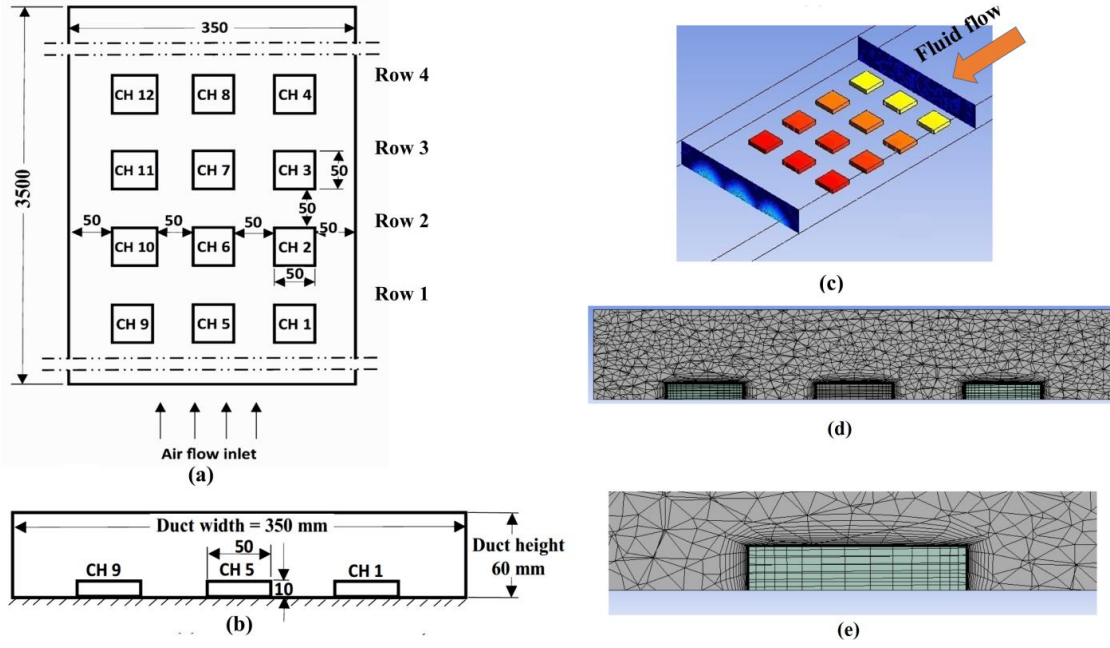 350
CH 12 CH 8 CH 4 Row 4
CH 11 CH 7 CH 3 Row 3
50
3500
50
50 50 50 50 Row 2
CH 10 CH 6 CH 2
50
Row 1
CH 9 CH 5 CH 1
Air flow inlet
(a)
Duct width = 350 mm
50
Duct height
60 mm
CH 9 CH 5 CH 1
10
(b)
Fluid flow
(c)
(d)
(e)